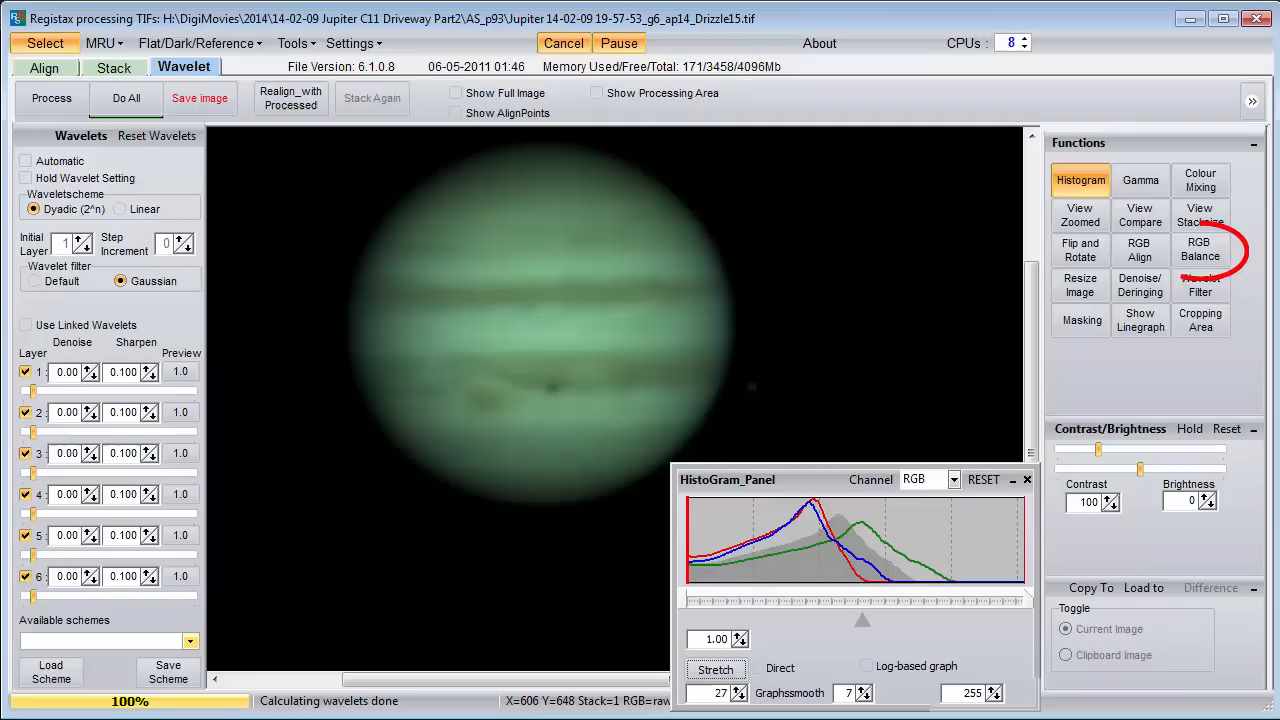 Registax processing TIFs: H:\DigiMovies\2014\14-02-09 Jupiter C11 Driveway Part2\AS_p93\Jupiter 14-02-09 19-57-53_g6_ap14_Drizzle15.tif
Select MRU Flat/Dark/Reference Tools Settings Cancel Pause About CPUs : 8
Align Stack Wavelet File Version: 6.1.0.8 06-05-2011 01:46 Memory Used/Free/Total: 171/3458/4096Mb
Process Do All Save image Realign_with Processed Stack Again
Show Full Image Show Processing Area
Show AlignPoints
Wavelets Reset Wavelets
Automatic
Hold Wavelet Setting
Waveletscheme
Dyadic (2^n) Linear
Initial Layer 1 Step Increment 0
Wavelet filter
Default Gaussian
Use Linked Wavelets
Denoise Sharpen
Layer Preview
1 : 0.00 0.100 1.0
2 : 0.00 0.100 1.0
3 : 0.00 0.100 1.0
4 : 0.00 0.100 1.0
5 : 0.00 0.100 1.0
6 : 0.00 0.100 1.0
Available schemes
Load Scheme Save Scheme
100% Calculating wavelets done X=606 Y=648 Stack=1 RGB=raw
HistoGram_Panel Channel RGB RESET
1.00
Stretch Direct Log-based graph
27 Graphssmooth 7 255
Functions
Histogram Gamma Colour Mixing
View Zoomed View Compare View Stacksize
Flip and Rotate RGB Align RGB Balance
Resize Image Denoise/ Deringing Wavelet Filter
Masking Show Linegraph Cropping Area
Contrast/Brightness Hold Reset
Contrast Brightness
100 0
Copy To Load to Difference
Toggle
Current Image
Clipboard Image